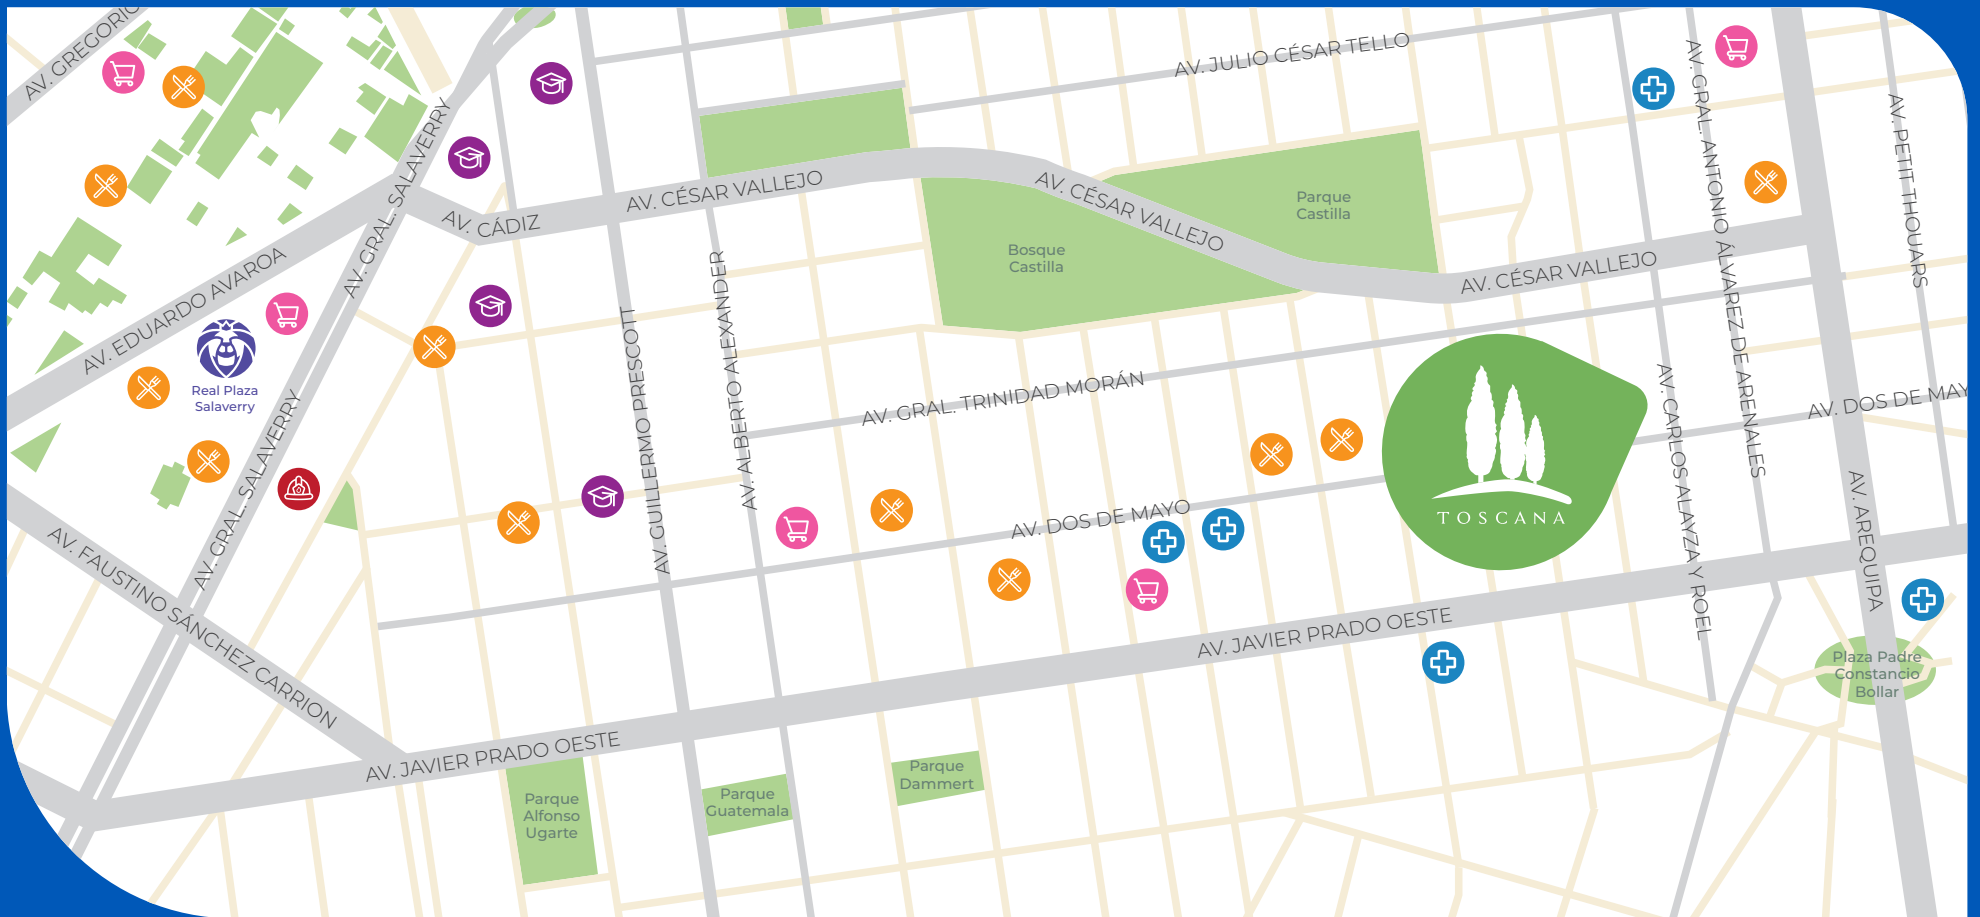 AV. GREGORIO
AV. JULIO CÉSAR TELLO
AV. GRAL. SALAVERRY
AV. GRAL. ANTONIO ÁLVAREZ DE ARENALES
AV. PETIT THOUARS
AV. CÁDIZ
AV. CÉSAR VALLEJO
AV. CÉSAR VALLEJO
Parque
Castilla
Bosque
Castilla
AV. CÉSAR VALLEJO
AV. EDUARDO AVAROA
AV. ALBERTO ALEXANDER
AV. GUILLERMO PRESCOTT
Real Plaza
Salaverry
AV. GRAL. TRINIDAD MORÁN
AV. CARLOS ALAYZA Y ROEL
AV. DOS DE MAY
AV. GRAL. SALAVERRY
AV. DOS DE MAYO
TOSCANA
AV. AREQUIPA
AV. FAUSTINO SÁNCHEZ CARRION
AV. JAVIER PRADO OESTE
Plaza Padre
Constancio
Bollar
AV. JAVIER PRADO OESTE
Parque
Dammert
Parque
Guatemala
Parque
Alfonso
Ugarte